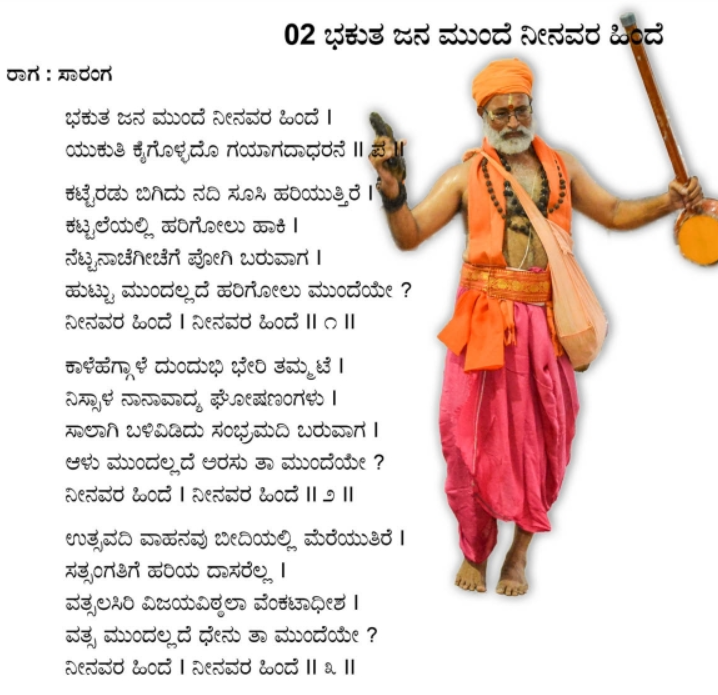 02 ಭಕುತ ಜನ ಮುಂದೆ ನೀನವರ ಹಿಂದೆ
ರಾಗ : ಸಾರಂಗ
ಭಕುತ ಜನ ಮುಂದೆ ನೀನವರ ಹಿಂದೆ ।
ಯುಕುತಿ ಕೈಗೊಳ್ಳದೊ ಗಯಾಗದಾಧರನೆ ॥ ಪ ॥
ಕಟ್ಟೆರಡು ಬಿಗಿದು ನದಿ ಸೂಸಿ ಹರಿಯುತ್ತಿರೆ ।
ಕಟ್ಟಲೆಯಲ್ಲಿ ಹರಿಗೋಲು ಹಾಕಿ ।
ನೆಟ್ಟನಾಚೆಗೀಚೆಗೆ ಪೋಗಿ ಬರುವಾಗ ।
ಹುಟ್ಟು ಮುಂದಲ್ಲದೆ ಹರಿಗೋಲು ಮುಂದೆಯೇ ?
ನೀನವರ ಹಿಂದೆ । ನೀನವರ ಹಿಂದೆ ॥ ೧ ॥
ಕಾಳೆಹೆಗ್ಗಾಳೆ ದುಂದುಭಿ ಭೇರಿ ತಮ್ಮಟೆ ।
ನಿಸ್ಸಾಳ ನಾನಾವಾದ್ಯ ಘೋಷಣಂಗಳು ।
ಸಾಲಾಗಿ ಬಳಿವಿಡಿದು ಸಂಭ್ರಮದಿ ಬರುವಾಗ ।
ಆಳು ಮುಂದಲ್ಲದೆ ಅರಸು ತಾ ಮುಂದೆಯೇ ?
ನೀನವರ ಹಿಂದೆ । ನೀನವರ ಹಿಂದೆ ॥ ೨ ॥
ಉತ್ಸವದಿ ವಾಹನವು ಬೀದಿಯಲ್ಲಿ ಮೆರೆಯುತಿರೆ ।
ಸತ್ಸಂಗತಿಗೆ ಹರಿಯ ದಾಸರೆಲ್ಲ ।
ವತ್ಸಲಸಿರಿ ವಿಜಯವಿಠ್ಠಲಾ ವೆಂಕಟಾಧೀಶ ।
ವತ್ಸ ಮುಂದಲ್ಲದೆ ಧೇನು ತಾ ಮುಂದೆಯೇ ?
ನೀನವರ ಹಿಂದೆ । ನೀನವರ ಹಿಂದೆ ॥ ೩ ॥